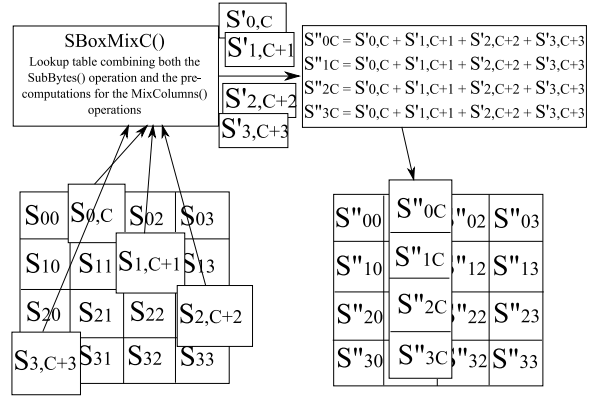 SBoxMixC()
Lookup table combining both the
SubBytes() operation and the pre-
computations for the MixColumns()
operations
S'0,C
S'1,C+1
S'2,C+2
S'3,C+3
S"0C = S'0,C + S'1,C+1 + S'2,C+2 + S'3,C+3
S"1C = S'0,C + S'1,C+1 + S'2,C+2 + S'3,C+3
S"2C = S'0,C + S'1,C+1 + S'2,C+2 + S'3,C+3
S"3C = S'0,C + S'1,C+1 + S'2,C+2 + S'3,C+3
S00 S0,C S02 S03
S10 S11 S1,C+1 S13
S20 S21 S22 S2,C+2
S3,C+3 S31 S32 S33
S"00 S"0C "02 S"03
S"10 S"1C "12 S"13
S"20 S"2C "22 S"23
S"30 S"3C "32 S"33